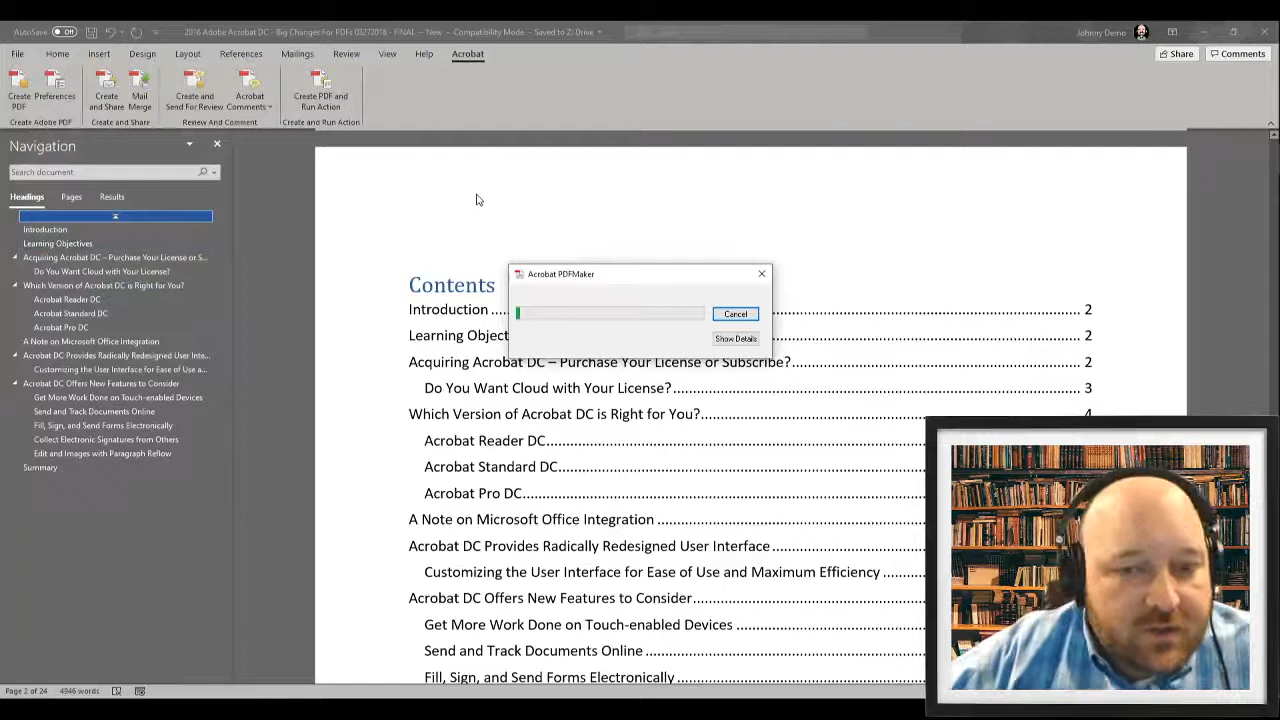 AutoSave Off 2016 Adobe Acrobat DC - Big Changes For PDFs 03272016 - FINAL -- New - Compatibility Mode - Saved to Z: Drive Johnny Demo
File Home Insert Design Layout References Mailings Review View Help Acrobat Share Comments
Create PDF
Preferences
Create and Share
Mail Merge
Create and Send For Review
Acrobat Comments
Create PDF and Run Action
Create Adobe PDF Create and Share Review And Comment Create and Run Action
Navigation
Search document
Headings Pages Results
Introduction
Learning Objectives
Acquiring Acrobat DC – Purchase Your License or S...
Do You Want Cloud with Your License?
Which Version of Acrobat DC is Right for You?
Acrobat Reader DC
Acrobat Standard DC
Acrobat Pro DC
A Note on Microsoft Office Integration
Acrobat DC Provides Radically Redesigned User Inte...
Customizing the User Interface for Ease of Use a...
Acrobat DC Offers New Features to Consider
Get More Work Done on Touch-enabled Devices
Send and Track Documents Online
Fill, Sign, and Send Forms Electronically
Collect Electronic Signatures from Others
Edit and Images with Paragraph Reflow
Summary
Contents
Introduction 2
Learning Object 2
Acquiring Acrobat DC – Purchase Your License or Subscribe? 2
Do You Want Cloud with Your License? 3
Which Version of Acrobat DC is Right for You? 4
Acrobat Reader DC
Acrobat Standard DC
Acrobat Pro DC
A Note on Microsoft Office Integration
Acrobat DC Provides Radically Redesigned User Interface
Customizing the User Interface for Ease of Use and Maximum Efficiency
Acrobat DC Offers New Features to Consider
Get More Work Done on Touch-enabled Devices
Send and Track Documents Online
Fill, Sign, and Send Forms Electronically
Acrobat PDFMaker
Cancel
Show Details
Page 2 of 24 4946 words